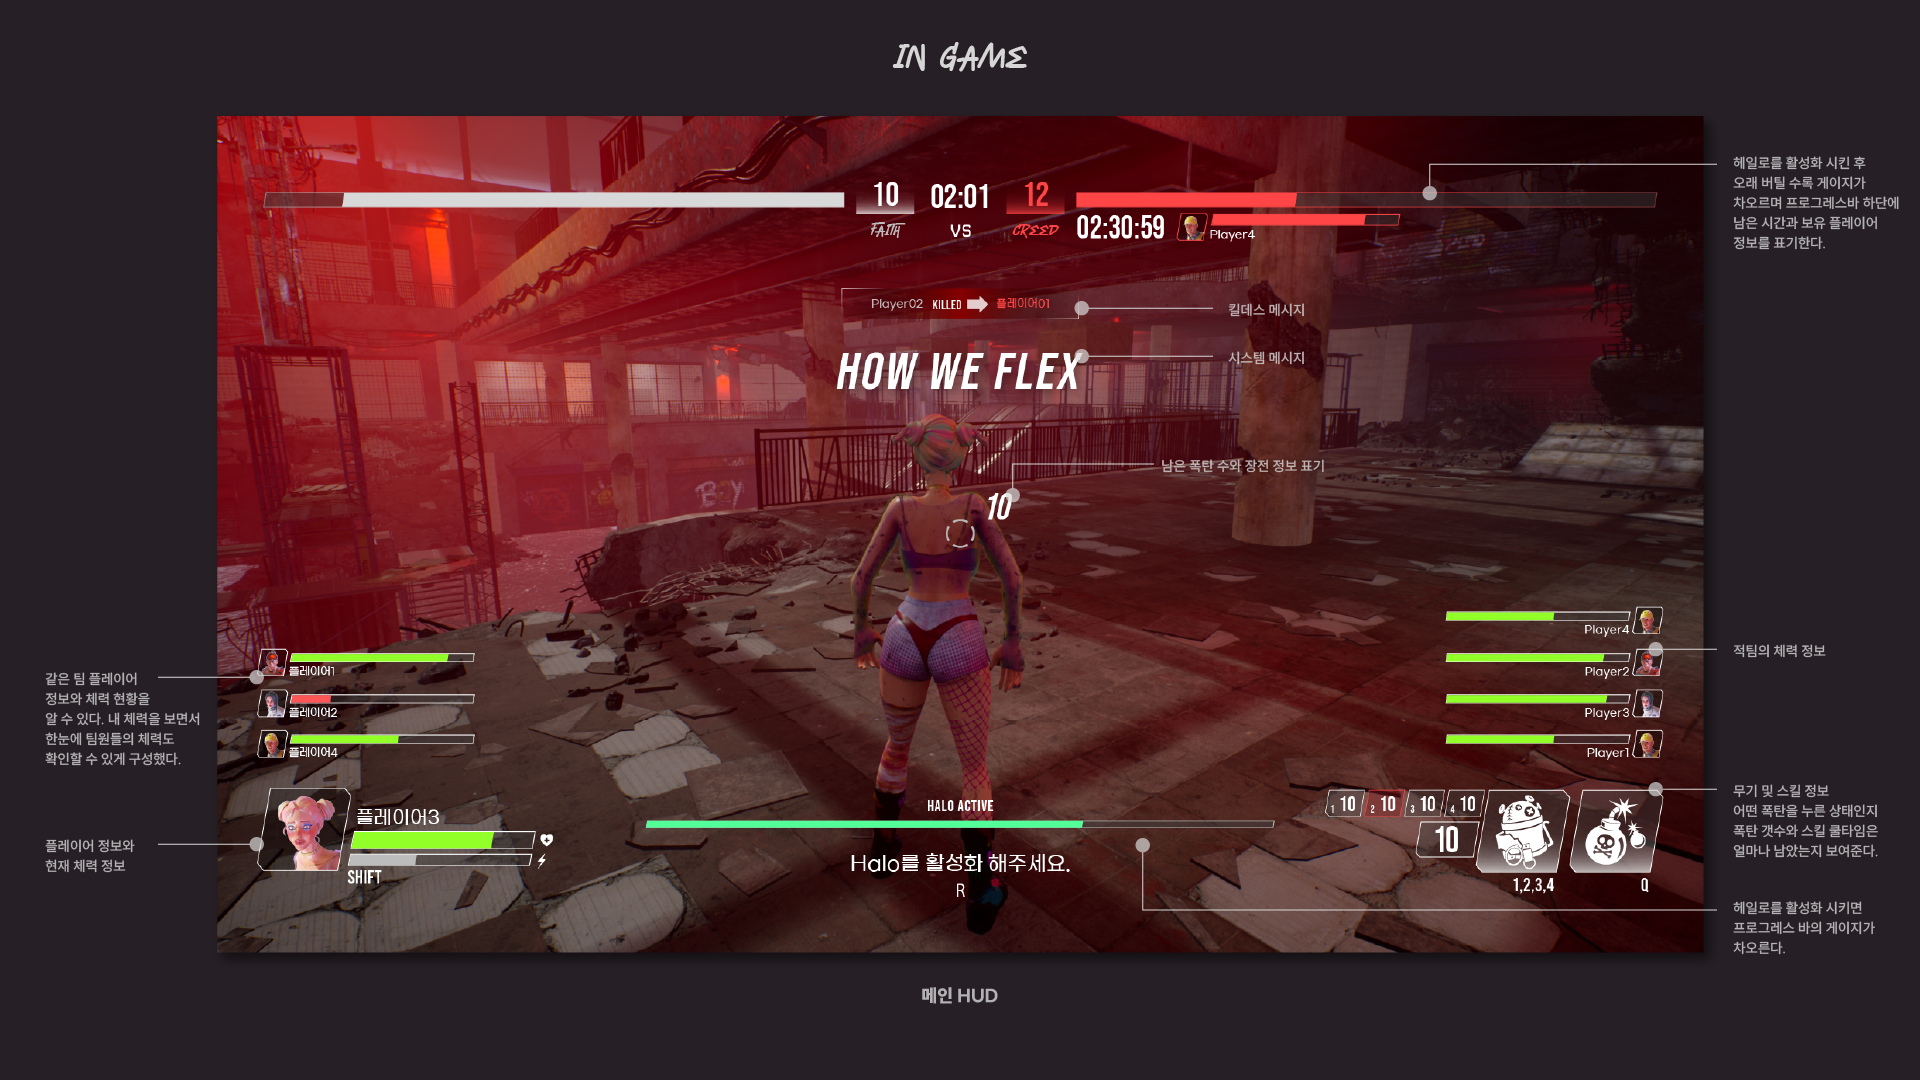 IN GAME
10 02:01 12
FAITH VS CREED
02:30:59 Player4
헤일로를 활성화 시킨 후
오래 버틸 수록 게이지가
차오르며 프로그레스바 하단에
남은 시간과 보유 플레이어
정보를 표기한다.
Player02 KILLED 플레이어01
킬데스 메시지
HOW WE FLEX
시스템 메시지
남은 폭탄 수와 장전 정보 표기
10
BOY
같은 팀 플레이어
정보와 체력 현황을
알 수 있다. 내 체력을 보면서
한눈에 팀원들의 체력도
확인할 수 있게 구성했다.
플레이어1
플레이어2
플레이어4
Player4
Player2
Player3
Player1
적팀의 체력 정보
플레이어 정보와
현재 체력 정보
플레이어3
SHIFT
HALO ACTIVE
Halo를 활성화 해주세요.
R
1 10 2 10 3 10 4 10
10
1,2,3,4 Q
무기 및 스킬 정보
어떤 폭탄을 누른 상태인지
폭탄 갯수와 스킬 쿨타임은
얼마나 남았는지 보여준다.
헤일로를 활성화 시키면
프로그레스 바의 게이지가
차오른다.
메인 HUD